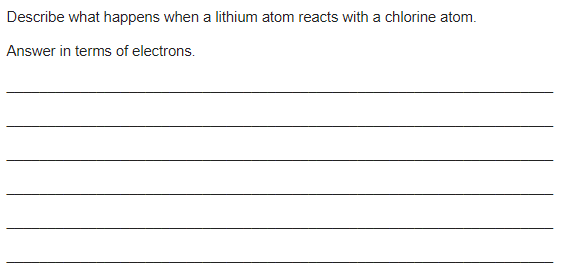 Describe what happens when a lithium atom reacts with a chlorine atom.
Answer in terms of electrons.